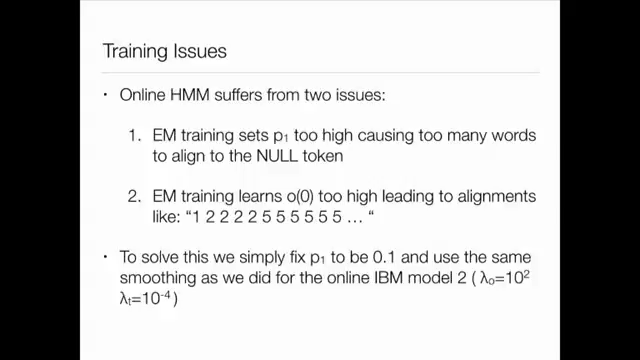 Training Issues
• Online HMM suffers from two issues:
1. EM training sets p₁ too high causing too many words
to align to the NULL token
2. EM training learns o(0) too high leading to alignments
like: “1 2 2 2 2 5 5 5 5 5 5 … “
• To solve this we simply fix p₁ to be 0.1 and use the same
smoothing as we did for the online IBM model 2 ( λₒ=10²
λₜ=10⁻⁴)